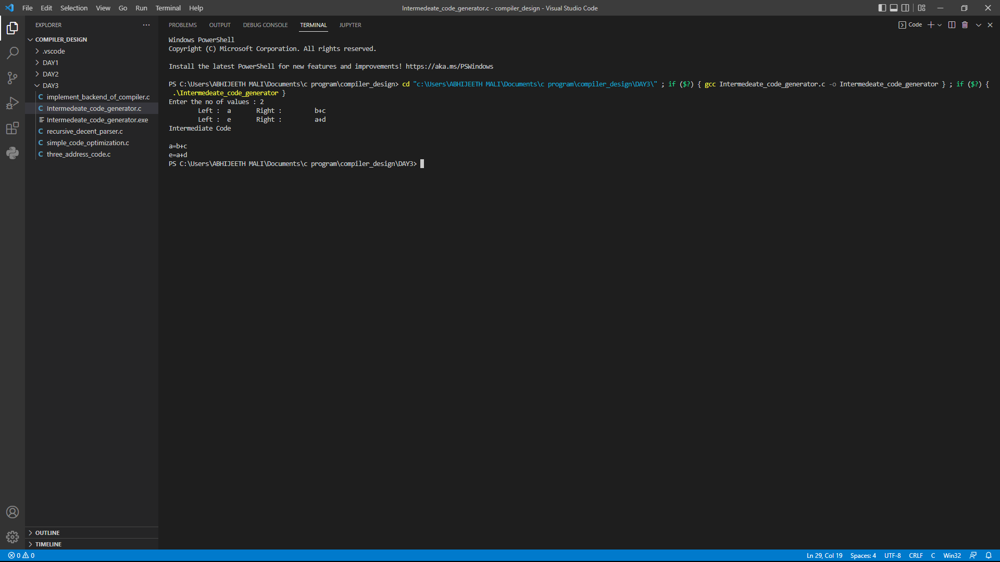 File Edit Selection View Go Run Terminal Help
Intermedeate_code_generator.c - compiler_design - Visual Studio Code
EXPLORER
COMPILER_DESIGN
.vscode
DAY1
DAY2
DAY3
C implement_backend_of_compiler.c
C Intermedeate_code_generator.c
Intermedeate_code_generator.exe
C recursive_decent_parser.c
C simple_code_optimization.c
C three_address_code.c
OUTLINE
TIMELINE
PROBLEMS OUTPUT DEBUG CONSOLE TERMINAL JUPYTER
Code
Windows PowerShell
Copyright (C) Microsoft Corporation. All rights reserved.
Install the latest PowerShell for new features and improvements! https://aka.ms/PSWindows
PS C:\Users\ABHIJEETH MALI\Documents\c program\compiler_design> cd "c:\Users\ABHIJEETH MALI\Documents\c program\compiler_design\DAY3\" ; if ($?) { gcc Intermedeate_code_generator.c -o Intermedeate_code_generator } ; if ($?) {
.\Intermedeate_code_generator }
Enter the no of values : 2
Left : a Right : b+c
Left : e Right : a+d
Intermediate Code
a=b+c
e=a+d
PS C:\Users\ABHIJEETH MALI\Documents\c program\compiler_design\DAY3>
0 0
Ln 29, Col 19 Spaces: 4 UTF-8 CRLF C Win32